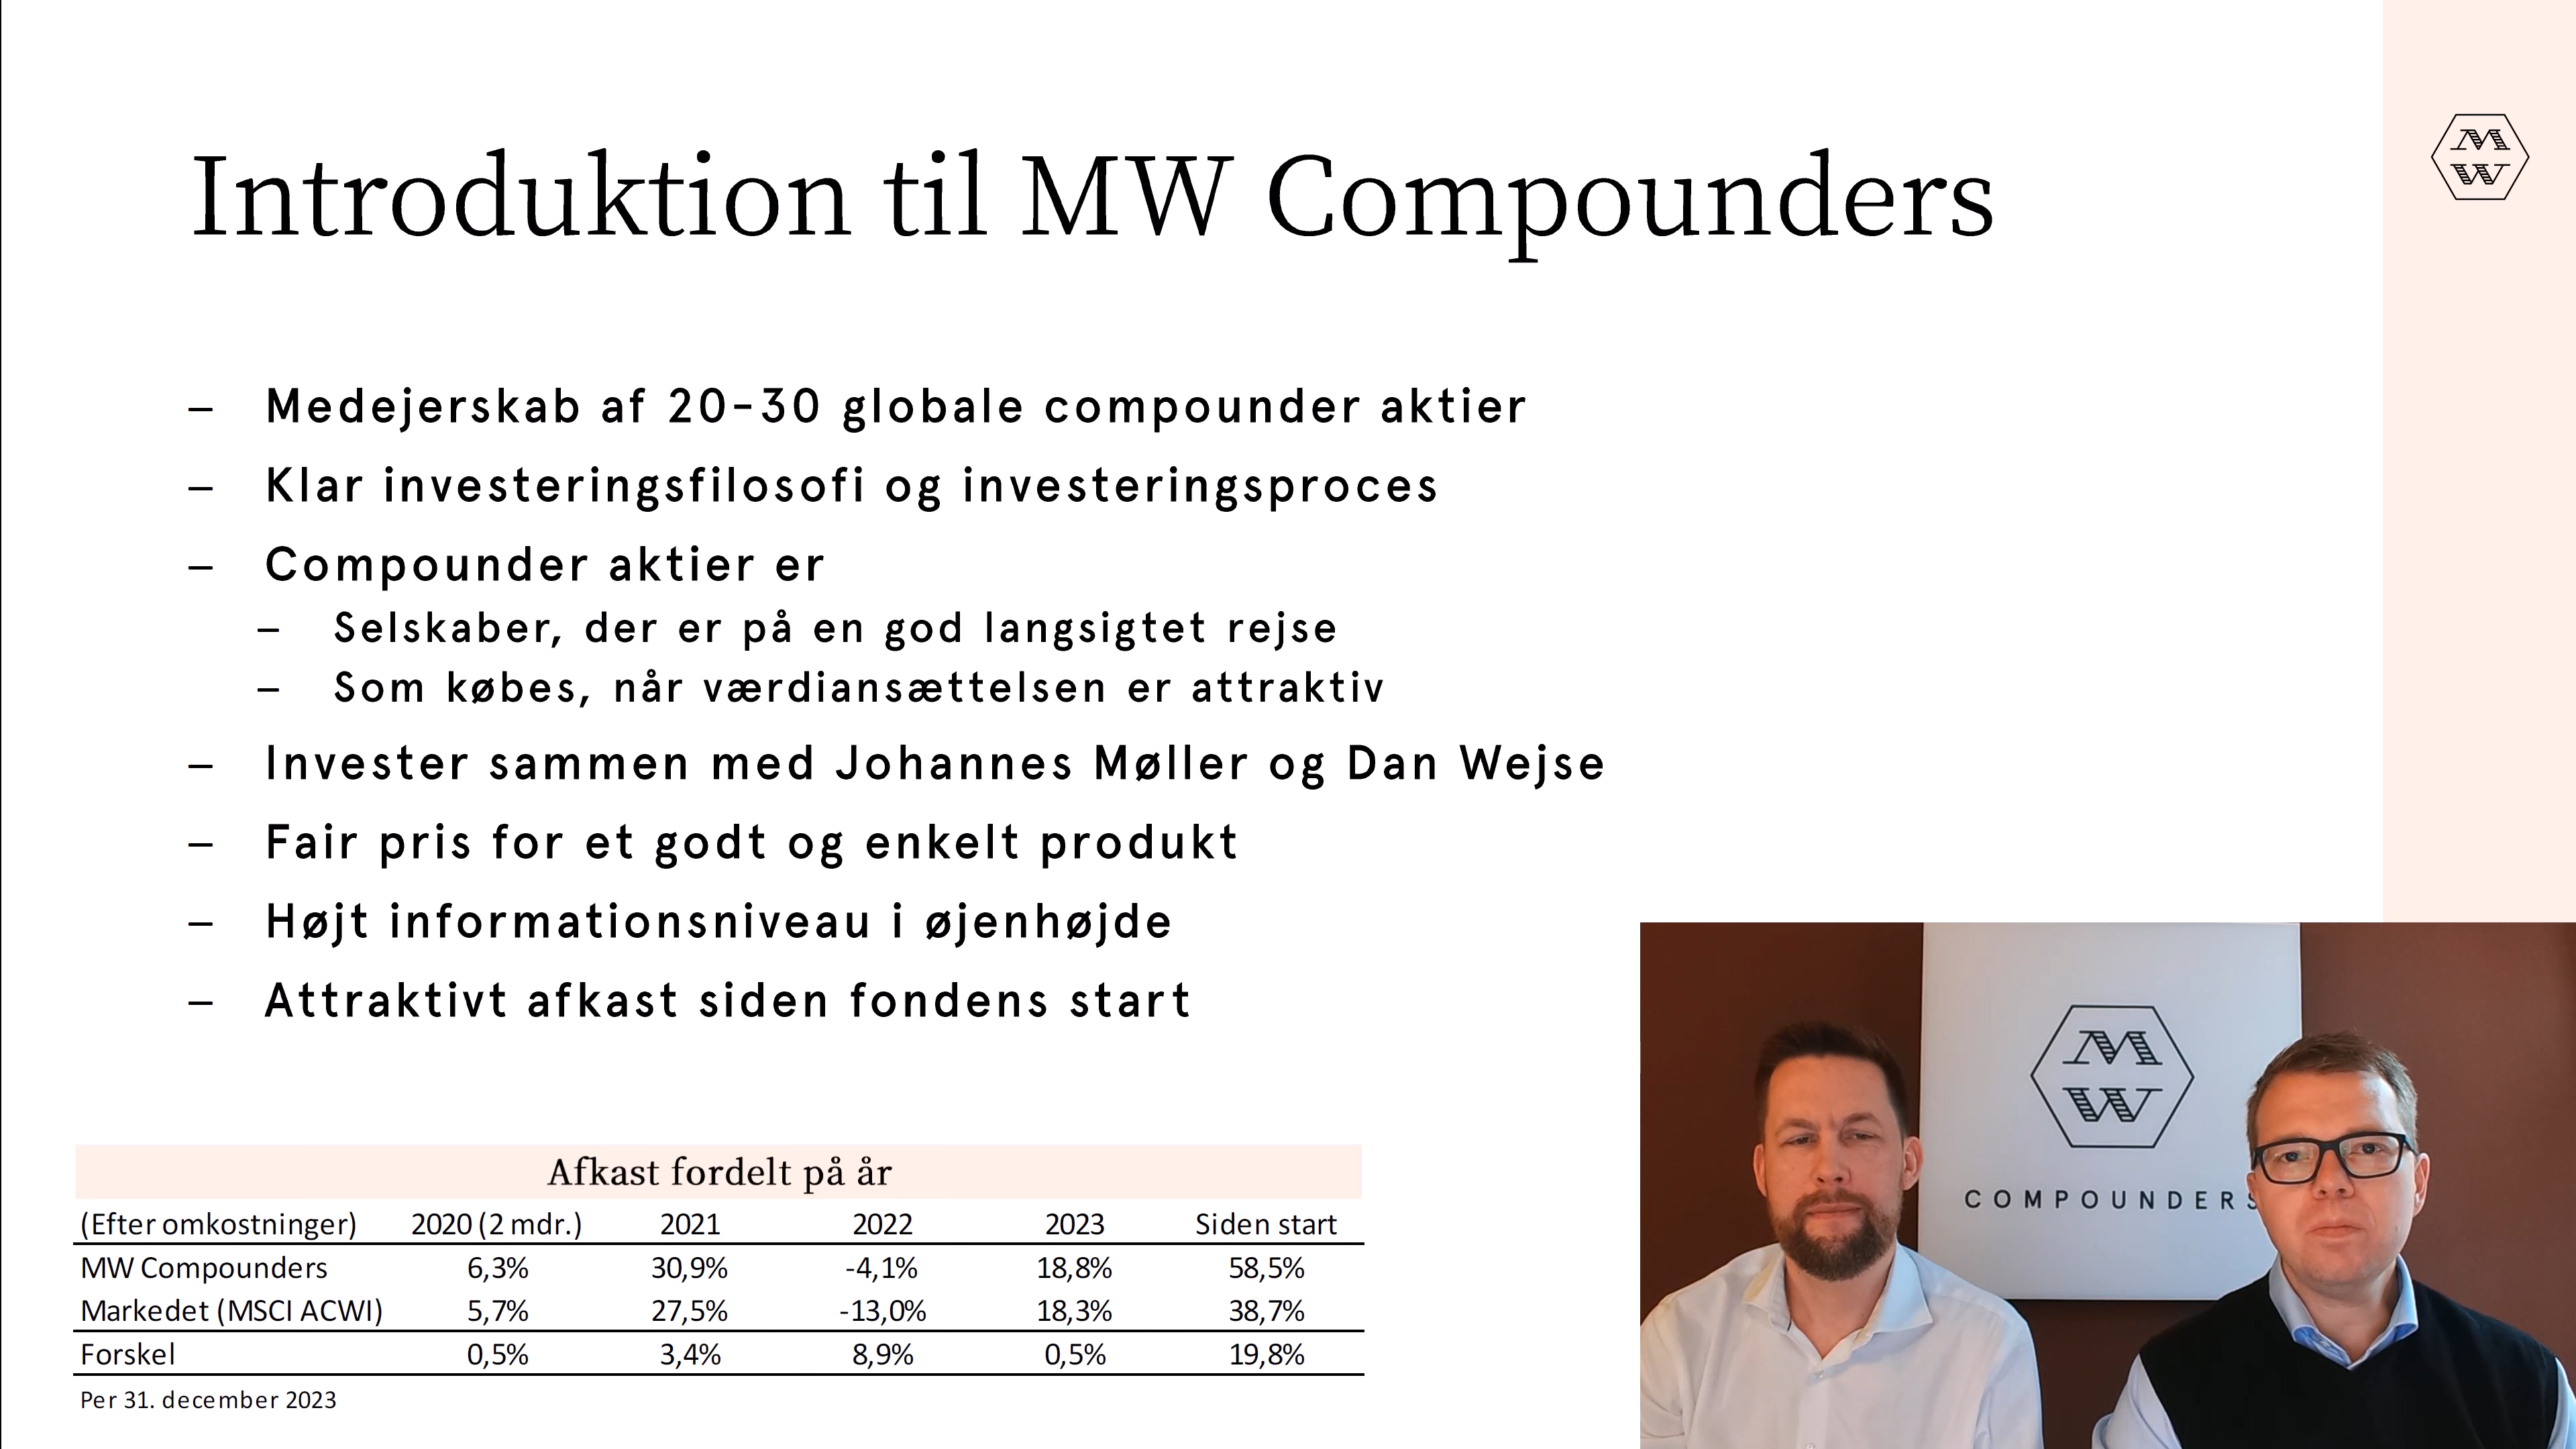 Introduktion til MW Compounders
M
W
– Medejerskab af 20-30 globale compounder aktier
– Klar investeringsfilosofi og investeringsproces
– Compounder aktier er
– Selskaber, der er på en god langsigtet rejse
– Som købes, når værdiansættelsen er attraktiv
– Invester sammen med Johannes Møller og Dan Wejse
– Fair pris for et godt og enkelt produkt
– Højt informationsniveau i øjenhøjde
– Attraktivt afkast siden fondens start
Afkast fordelt på år
(Efter omkostninger) 2020 (2 mdr.) 2021 2022 2023 Siden start
MW Compounders 6,3% 30,9% -4,1% 18,8% 58,5%
Markedet (MSCI ACWI) 5,7% 27,5% -13,0% 18,3% 38,7%
Forskel 0,5% 3,4% 8,9% 0,5% 19,8%
Per 31. december 2023
M
W
COMPOUNDERS